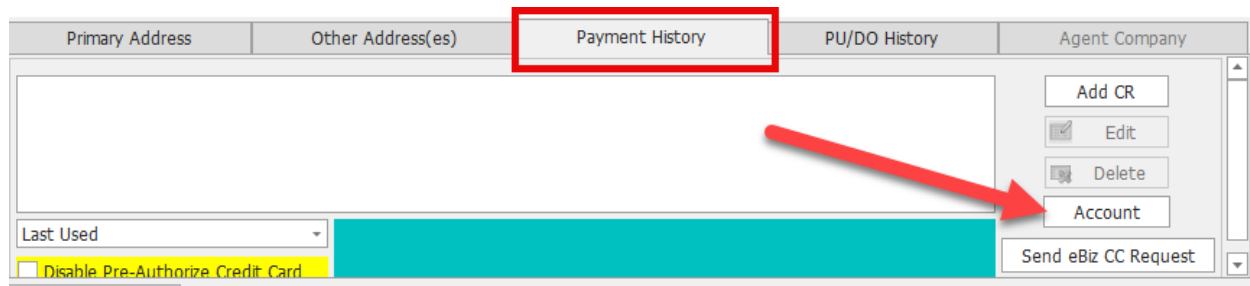 Primary Address
Other Address(es)
Payment History
PU/DO History
Agent Company
Add CR
Edit
Delete
Account
Last Used
Send eBiz CC Request
Disable Pre-Authorize Credit Card